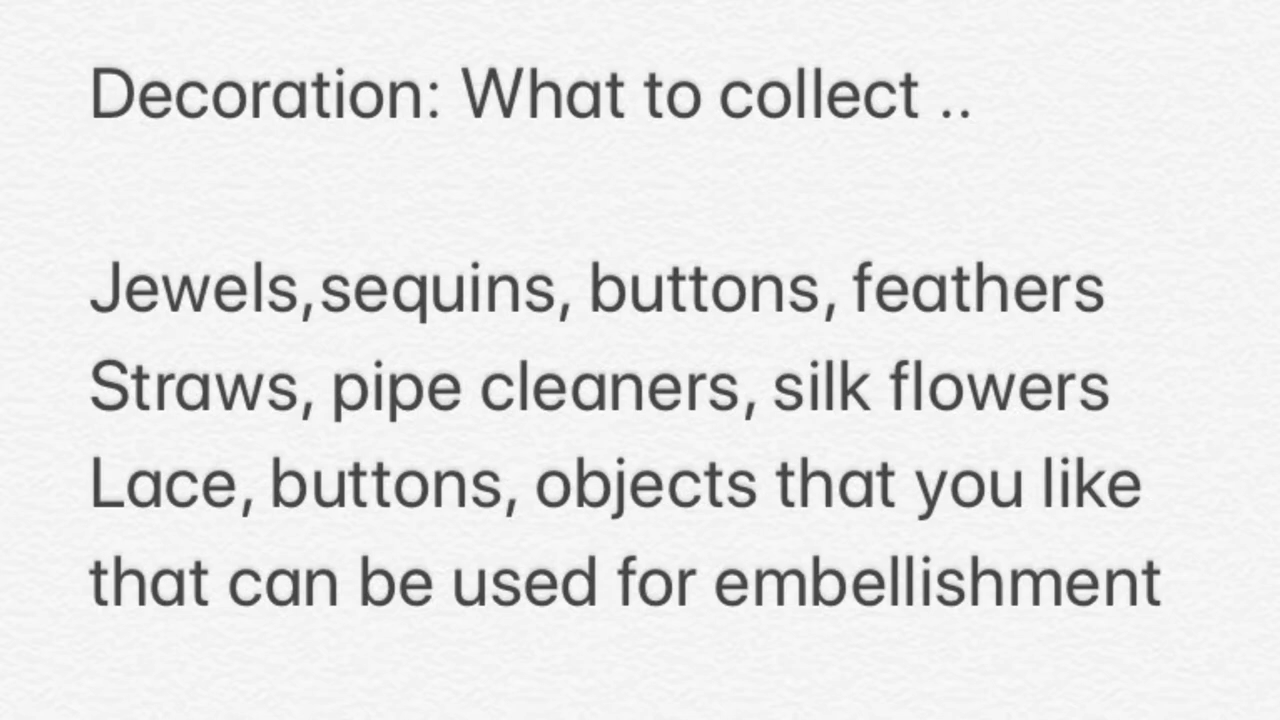 Decoration: What to collect ..
Jewels,sequins, buttons, feathers
Straws, pipe cleaners, silk flowers
Lace, buttons, objects that you like
that can be used for embellishment